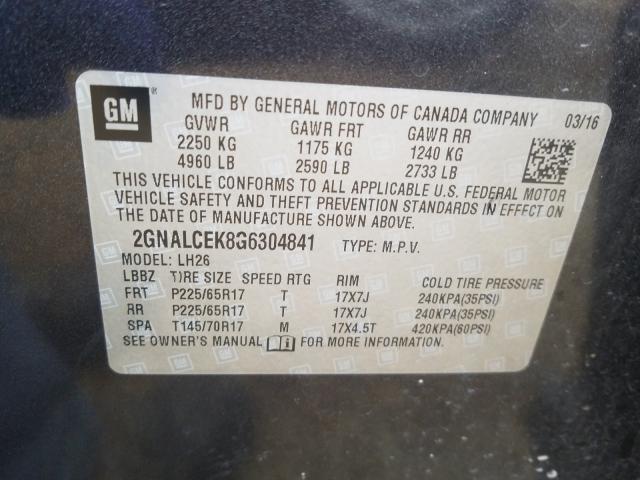 GM ®
MFD BY GENERAL MOTORS OF CANADA COMPANY 03/16
GVWR GAWR FRT GAWR RR
2250 KG 1175 KG 1240 KG
4960 LB 2590 LB 2733 LB
THIS VEHICLE CONFORMS TO ALL APPLICABLE U.S. FEDERAL MOTOR
VEHICLE SAFETY AND THEFT PREVENTION STANDARDS IN EFFECT ON
THE DATE OF MANUFACTURE SHOWN ABOVE.
2GNALCEK8G6304841 TYPE: M.P.V.
MODEL: LH26
LBBZ TIRE SIZE SPEED RTG RIM COLD TIRE PRESSURE
FRT P225/65R17 T 17X7J 240KPA(35PSI)
RR P225/65R17 T 17X7J 240KPA(35PSI)
SPA T145/70R17 M 17X4.5T 420KPA(60PSI)
SEE OWNER'S MANUAL FOR MORE INFORMATION.